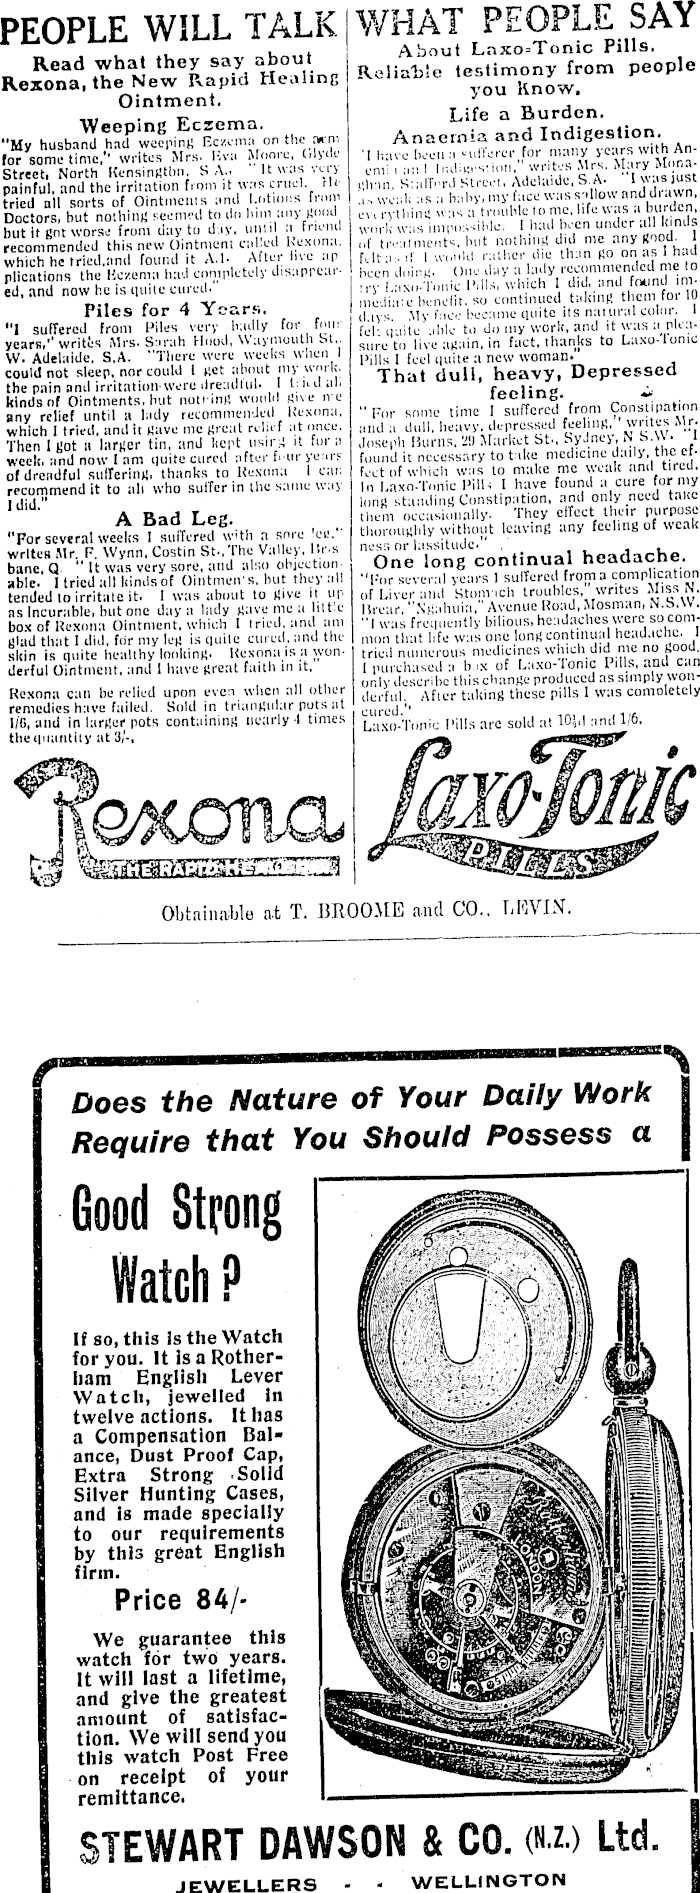 PEOPLE WILL TALK
Read what they say about
Rexona, the New Rapid Healing
Ointment.
Weeping Eczema.
"My husband had weeping Eczema on the arm
for some time," writes Mrs. Eva Moore, Glyde
Street, North Kensington, S A., "It was very
painful, and the irritation from it was cruel. He
tried all sorts of Ointments and Lotions from
Doctors, but nothing seemed to do him any good
but it got worse from day to day, until a friend
recommended this new Ointment called Rexona,
which he tried,and found it A.1. After five ap
plications the Eczema had completely disappear-
ed, and now he is quite cured."
Piles for 4 Years.
"I suffered from Piles very badly for four
years," writes Mrs. Sarah Hood, Waymouth St.,
W. Adelaide, S.A. "There were weeks when I
could not sleep, nor could I get about my work,
the pain and irritation were dreadful. I tried all
kinds of Ointments, but nothing would give me
any relief until a lady recommended Rexona,
which I tried, and it gave me great relief at once.
Then I got a larger tin, and kept using it for a
week, and now I am quite cured after four years
of dreadful suffering, thanks to Rexona I can
recommend it to all who suffer in the same way
I did."
A Bad Leg.
"For several weeks I suffered with a sore leg,"
writes Mr. F. Wynn, Costin St., The Valley, Bris
bane, Q. "It was very sore, and also objection-
able. I tried all kinds of Ointmen's, but they all
tended to irritate it. I was about to give it up
as Incurable, but one day a lady gave me a little
box of Rexona Ointment, which I tried, and am
glad that I did, for my leg is quite cured, and the
skin is quite healthy looking. Rexona is a won-
derful Ointment, and I have great faith in it,"
Rexona can be relied upon even when all other
remedies have failed. Sold in triangular pots at
1/6, and in larger pots containing nearly 4 times
the quantity at 3/-,
Rexona
THE RAPID HEALER
WHAT PEOPLE SAY
About Laxo=Tonic Pills.
Reliable testimony from people
you Know.
Life a Burden.
Anaemia and Indigestion.
"I have been a sufferer for many years with An-
emia and Indigestion," writes Mrs. Mary Mona-
ghan, Stafford Street, Adelaide, S.A. "I was just
as weak as a baby, my face was sallow and drawn,
everything was a trouble to me, life was a burden,
work was impossible. I had been under all kinds
of treatments, but nothing did me any good. I
felt as if I would rather die than go on as I had
been doing. One day a lady recommended me to
try Laxo-Tonic Pills, which I did, and found im-
mediate benefit, so continued taking them for 10
days. My face became quite its natural color. I
felt quite able to do my work, and it was a plea-
sure to live again, in fact, thanks to Laxo-Tonic
Pills I feel quite a new woman."
That dull, heavy, Depressed
feeling.
"For some time I suffered from Constipation
and a dull, heavy, depressed feeling," writes Mr.
Joseph Burns, 29 Market St., Sydney, N S.W. "I
found it necessary to take medicine daily, the ef-
fect of which was to make me weak and tired.
In Laxo-Tonic Pills I have found a cure for my
long standing Constipation, and only need take
them occasionally. They effect their purpose
thoroughly without leaving any feeling of weak
ness or lassitude."
One long continual headache.
"For several years I suffered from a complication
of Liver and Stomach troubles," writes Miss N.
Brear, "Ngahuia," Avenue Road, Mosman, N.S.W.
"I was frequently bilious, headaches were so com-
mon that life was one long continual headache. I
tried numerous medicines which did me no good,
I purchased a box of Laxo-Tonic Pills, and can
only describe this change produced as simply won-
derful. After taking these pills I was completely
cured."
Laxo-Tonic Pills are sold at 10½d and 1/6.
Laxo-Tonic
PILLS
Obtainable at T. BROOME and CO., LEVIN.
Does the Nature of Your Daily Work
Require that You Should Possess a
Good Strong
Watch?
If so, this is the Watch
for you. It is a Rother-
ham English Lever
Watch, jewelled in
twelve actions. It has
a Compensation Bal-
ance, Dust Proof Cap,
Extra Strong Solid
Silver Hunting Cases,
and is made specially
to our requirements
by this great English
firm.
Price 84/-
We guarantee this
watch for two years.
It will last a lifetime,
and give the greatest
amount of satisfac-
tion. We will send you
this watch Post Free
on receipt of your
remittance.
Rotherhams
LONDON
STEWART DAWSON & CO. (N.Z.) Ltd.
JEWELLERS - - WELLINGTON